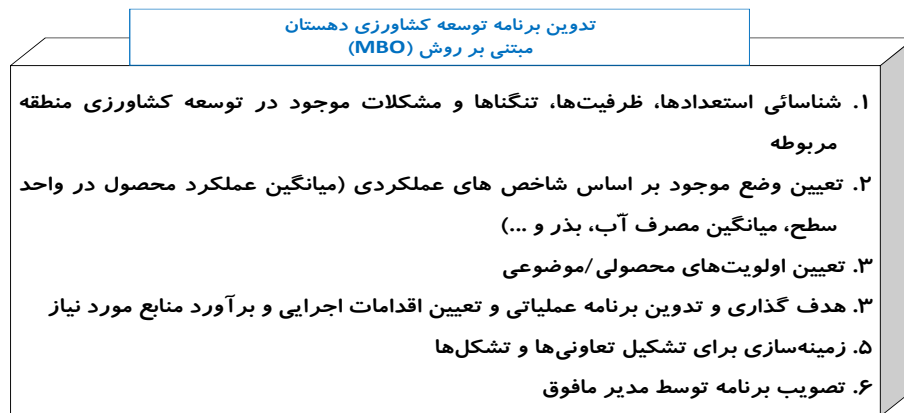 تدوین برنامه توسعه کشاورزی دهستان
مبتنی بر روش (MBO)
۱. شناسائی استعدادها، ظرفیت‌ها، تنگناها و مشکلات موجود در توسعه کشاورزی منطقه
مربوطه
۲. تعیین وضع موجود بر اساس شاخص های عملکردی (میانگین عملکرد محصول در واحد
سطح، میانگین مصرف آب، بذر و ...)
۳. تعیین اولویت‌های محصولی/موضوعی
۳. هدف گذاری و تدوین برنامه عملیاتی و تعیین اقدامات اجرایی و برآورد منابع مورد نیاز
۵. زمینه‌سازی برای تشکیل تعاونی‌ها و تشکل‌ها
۶. تصویب برنامه توسط مدیر مافوق